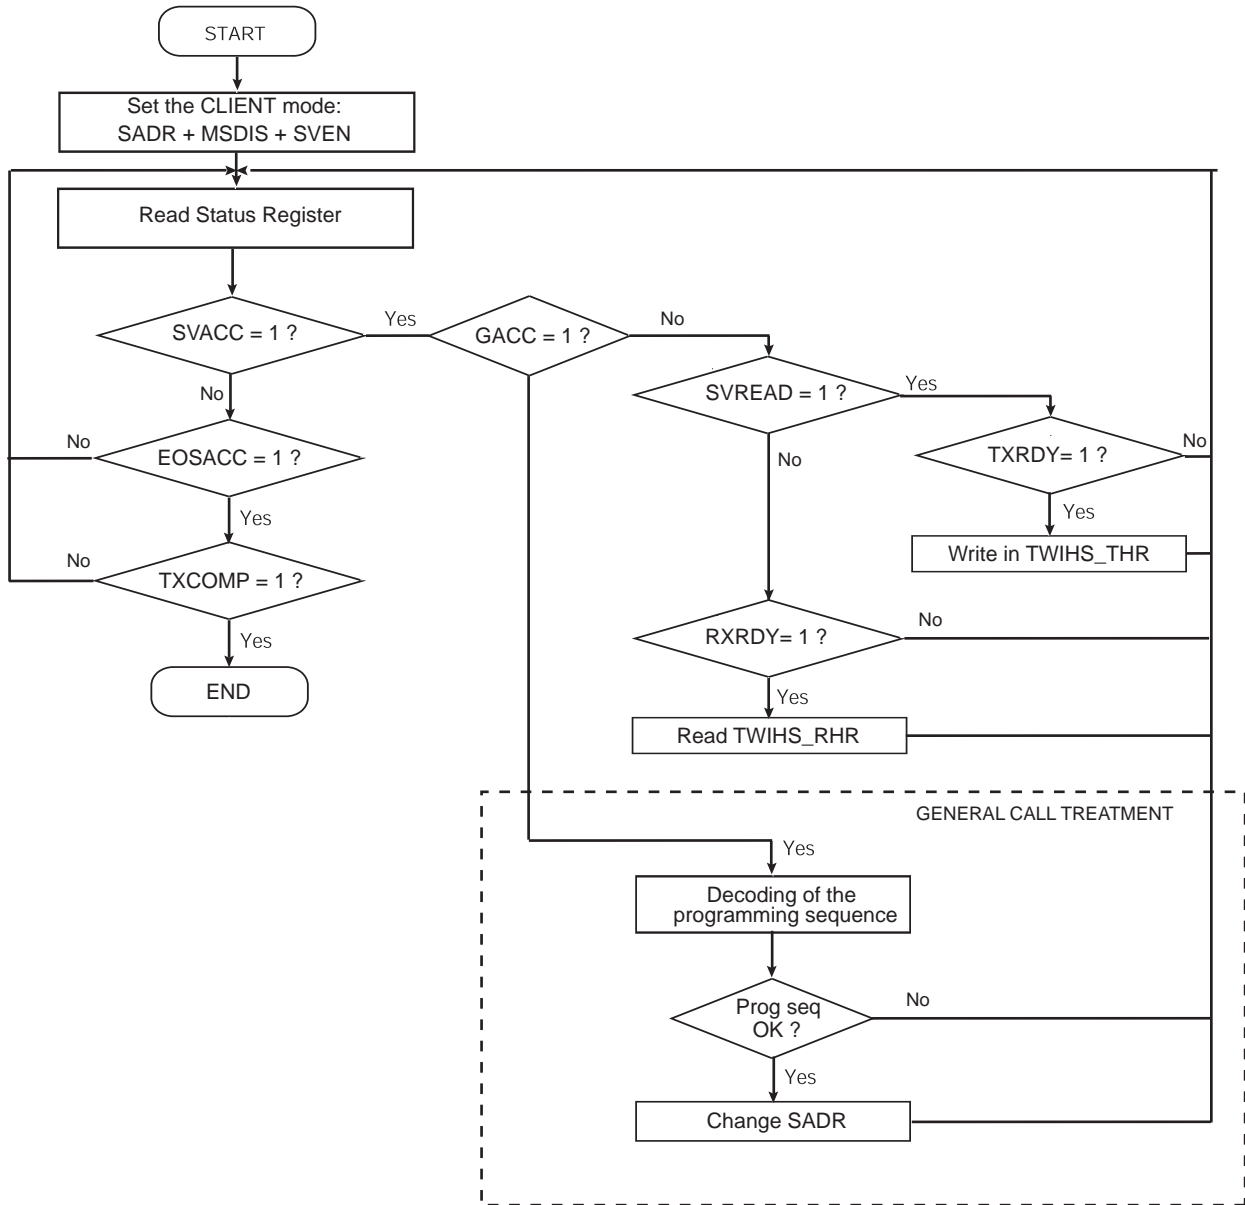 START
Set the CLIENT mode:
SADR + MSDIS + SVEN
Read Status Register
SVACC = 1 ?
Yes
GACC = 1 ?
No
SVREAD = 1 ?
Yes
No
No
EOSACC = 1 ?
No
TXRDY= 1 ?
No
Yes
Yes
Write in TWIHS_THR
No
TXCOMP = 1 ?
Yes
RXRDY= 1 ?
No
END
Yes
Read TWIHS_RHR
GENERAL CALL TREATMENT
Yes
Decoding of the
programming sequence
Prog seq
OK ?
No
Yes
Change SADR